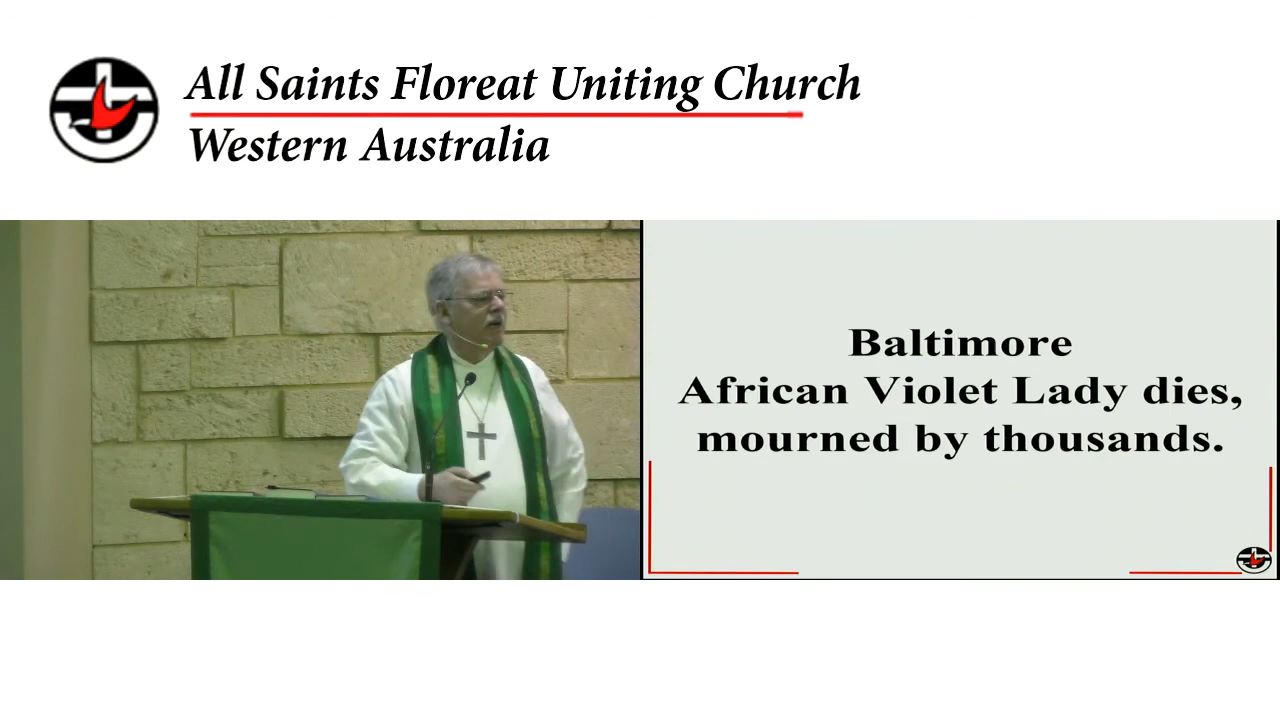 All Saints Floreat Uniting Church
Western Australia
Baltimore
African Violet Lady dies,
mourned by thousands.